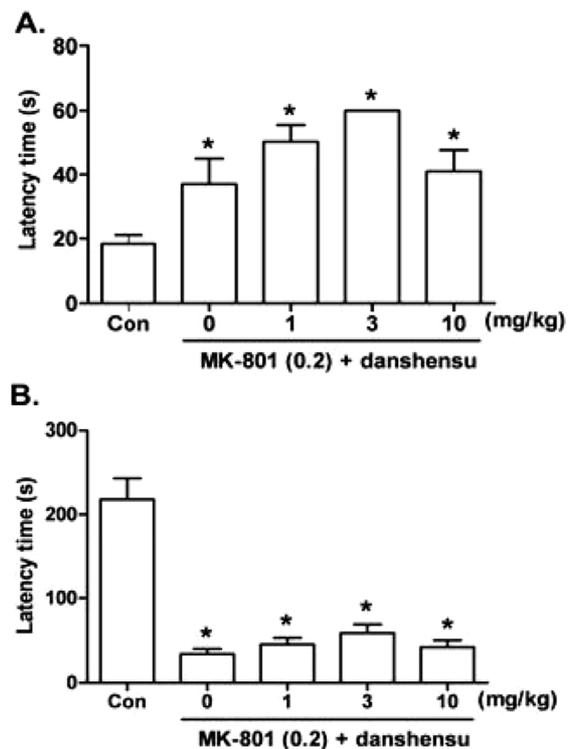 A.
80
60
40
20
0
Latency time (s)
* * * *
Con 0 1 3 10 (mg/kg)
MK-801 (0.2) + danshensu
B.
300
200
100
0
Latency time (s)
* * * *
Con 0 1 3 10 (mg/kg)
MK-801 (0.2) + danshensu